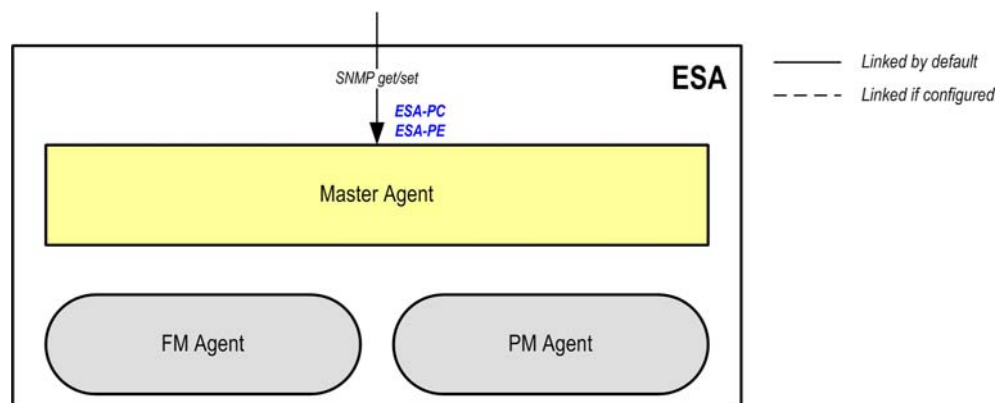 SNMP get/set
ESA
Linked by default
Linked if configured
ESA-PC
ESA-PE
Master Agent
FM Agent
PM Agent